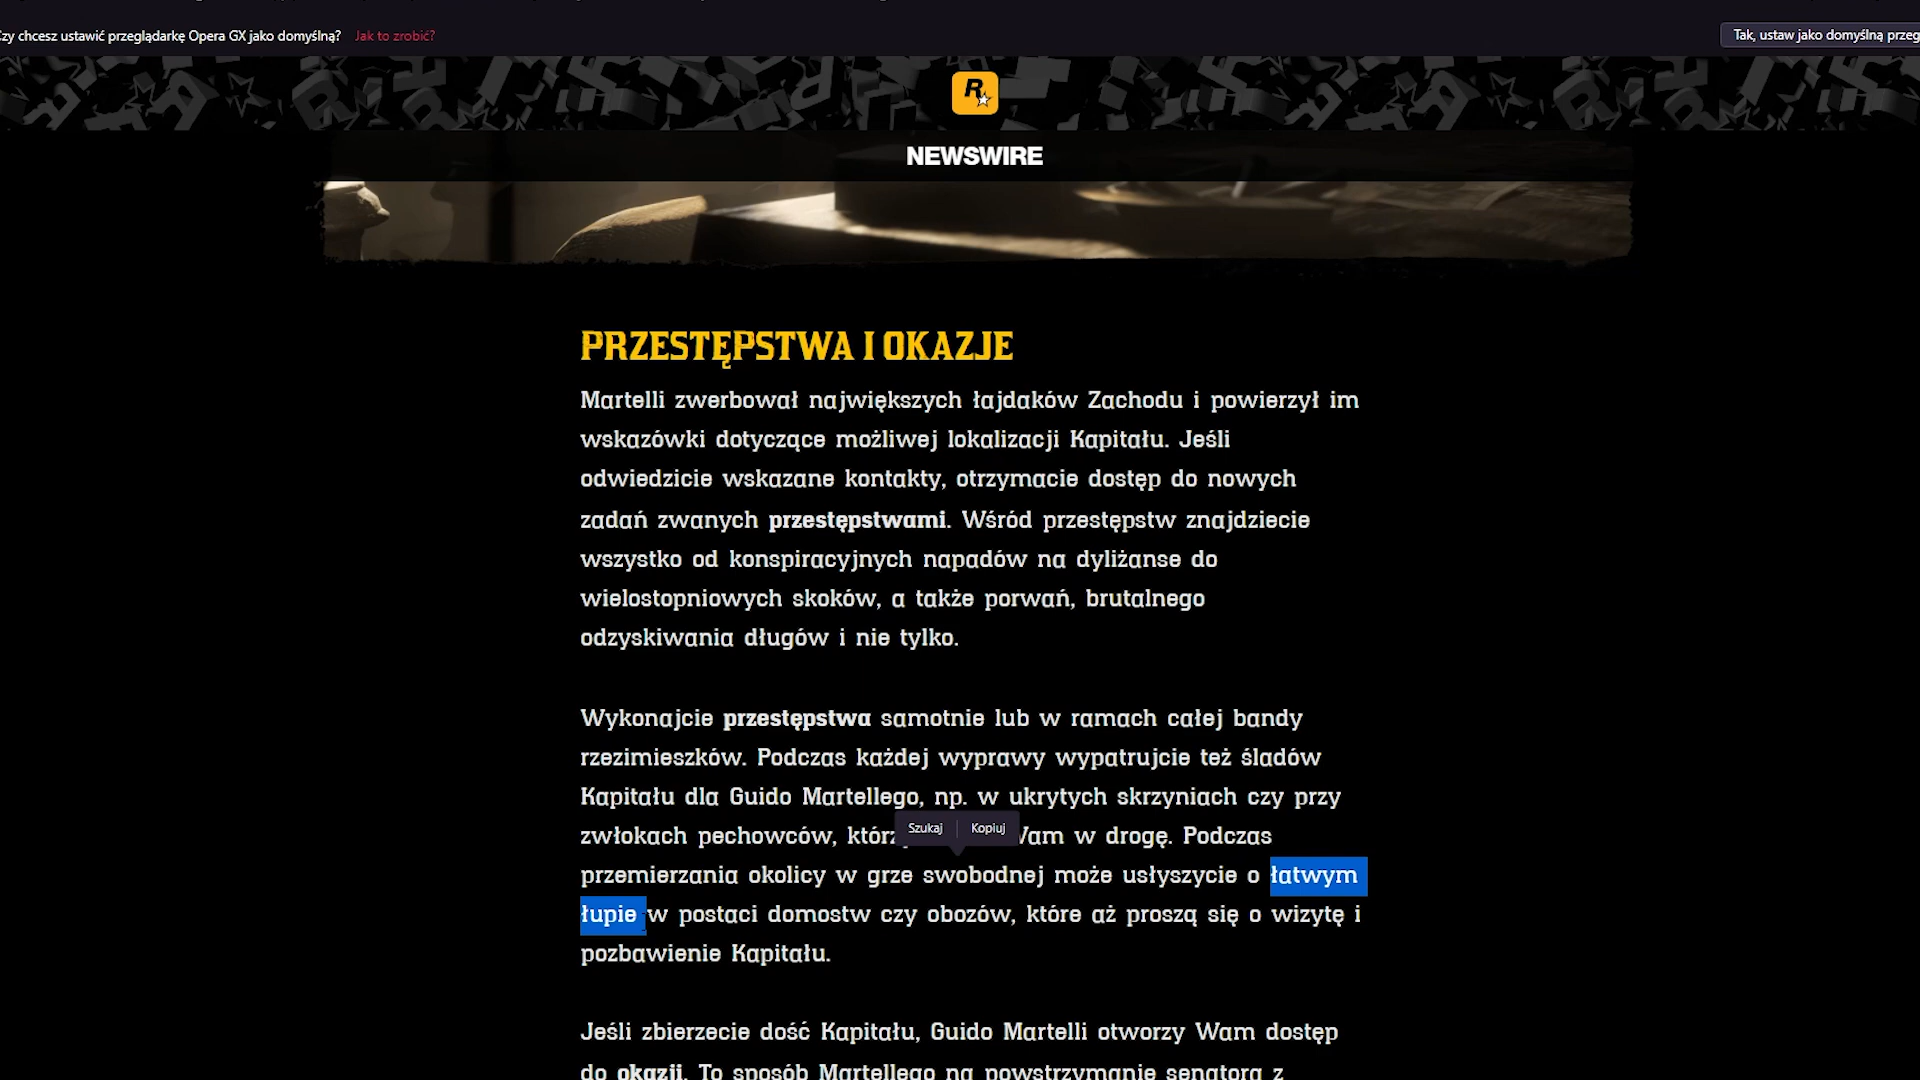 zy chcesz ustawić przeglądarkę Opera GX jako domyślną? Jak to zrobić?
Tak, ustaw jako domyślną przeg
R
NEWSWIRE
PRZESTĘPSTWA I OKAZJE
Martelli zwerbował największych łajdaków Zachodu i powierzył im
wskazówki dotyczące możliwej lokalizacji Kapitału. Jeśli
odwiedzicie wskazane kontakty, otrzymacie dostęp do nowych
zadań zwanych przestępstwami. Wśród przestępstw znajdziecie
wszystko od konspiracyjnych napadów na dyliżanse do
wielostopniowych skoków, a także porwań, brutalnego
odzyskiwania długów i nie tylko.
Wykonajcie przestępstwa samotnie lub w ramach całej bandy
rzezimieszków. Podczas każdej wyprawy wypatrujcie też śladów
Kapitału dla Guido Martellego, np. w ukrytych skrzyniach czy przy
Szukaj Kopiuj
zwłokach pechowców, Wam w drogę. Podczas
przemierzania okolicy w grze swobodnej może usłyszycie o łatwym
łupie w postaci domostw czy obozów, które aż proszą się o wizytę i
pozbawienie Kapitału.
Jeśli zbierzecie dość Kapitału, Guido Martelli otworzy Wam dostęp
do okazji. To sposób Martellego na powstrzymanie senatora z